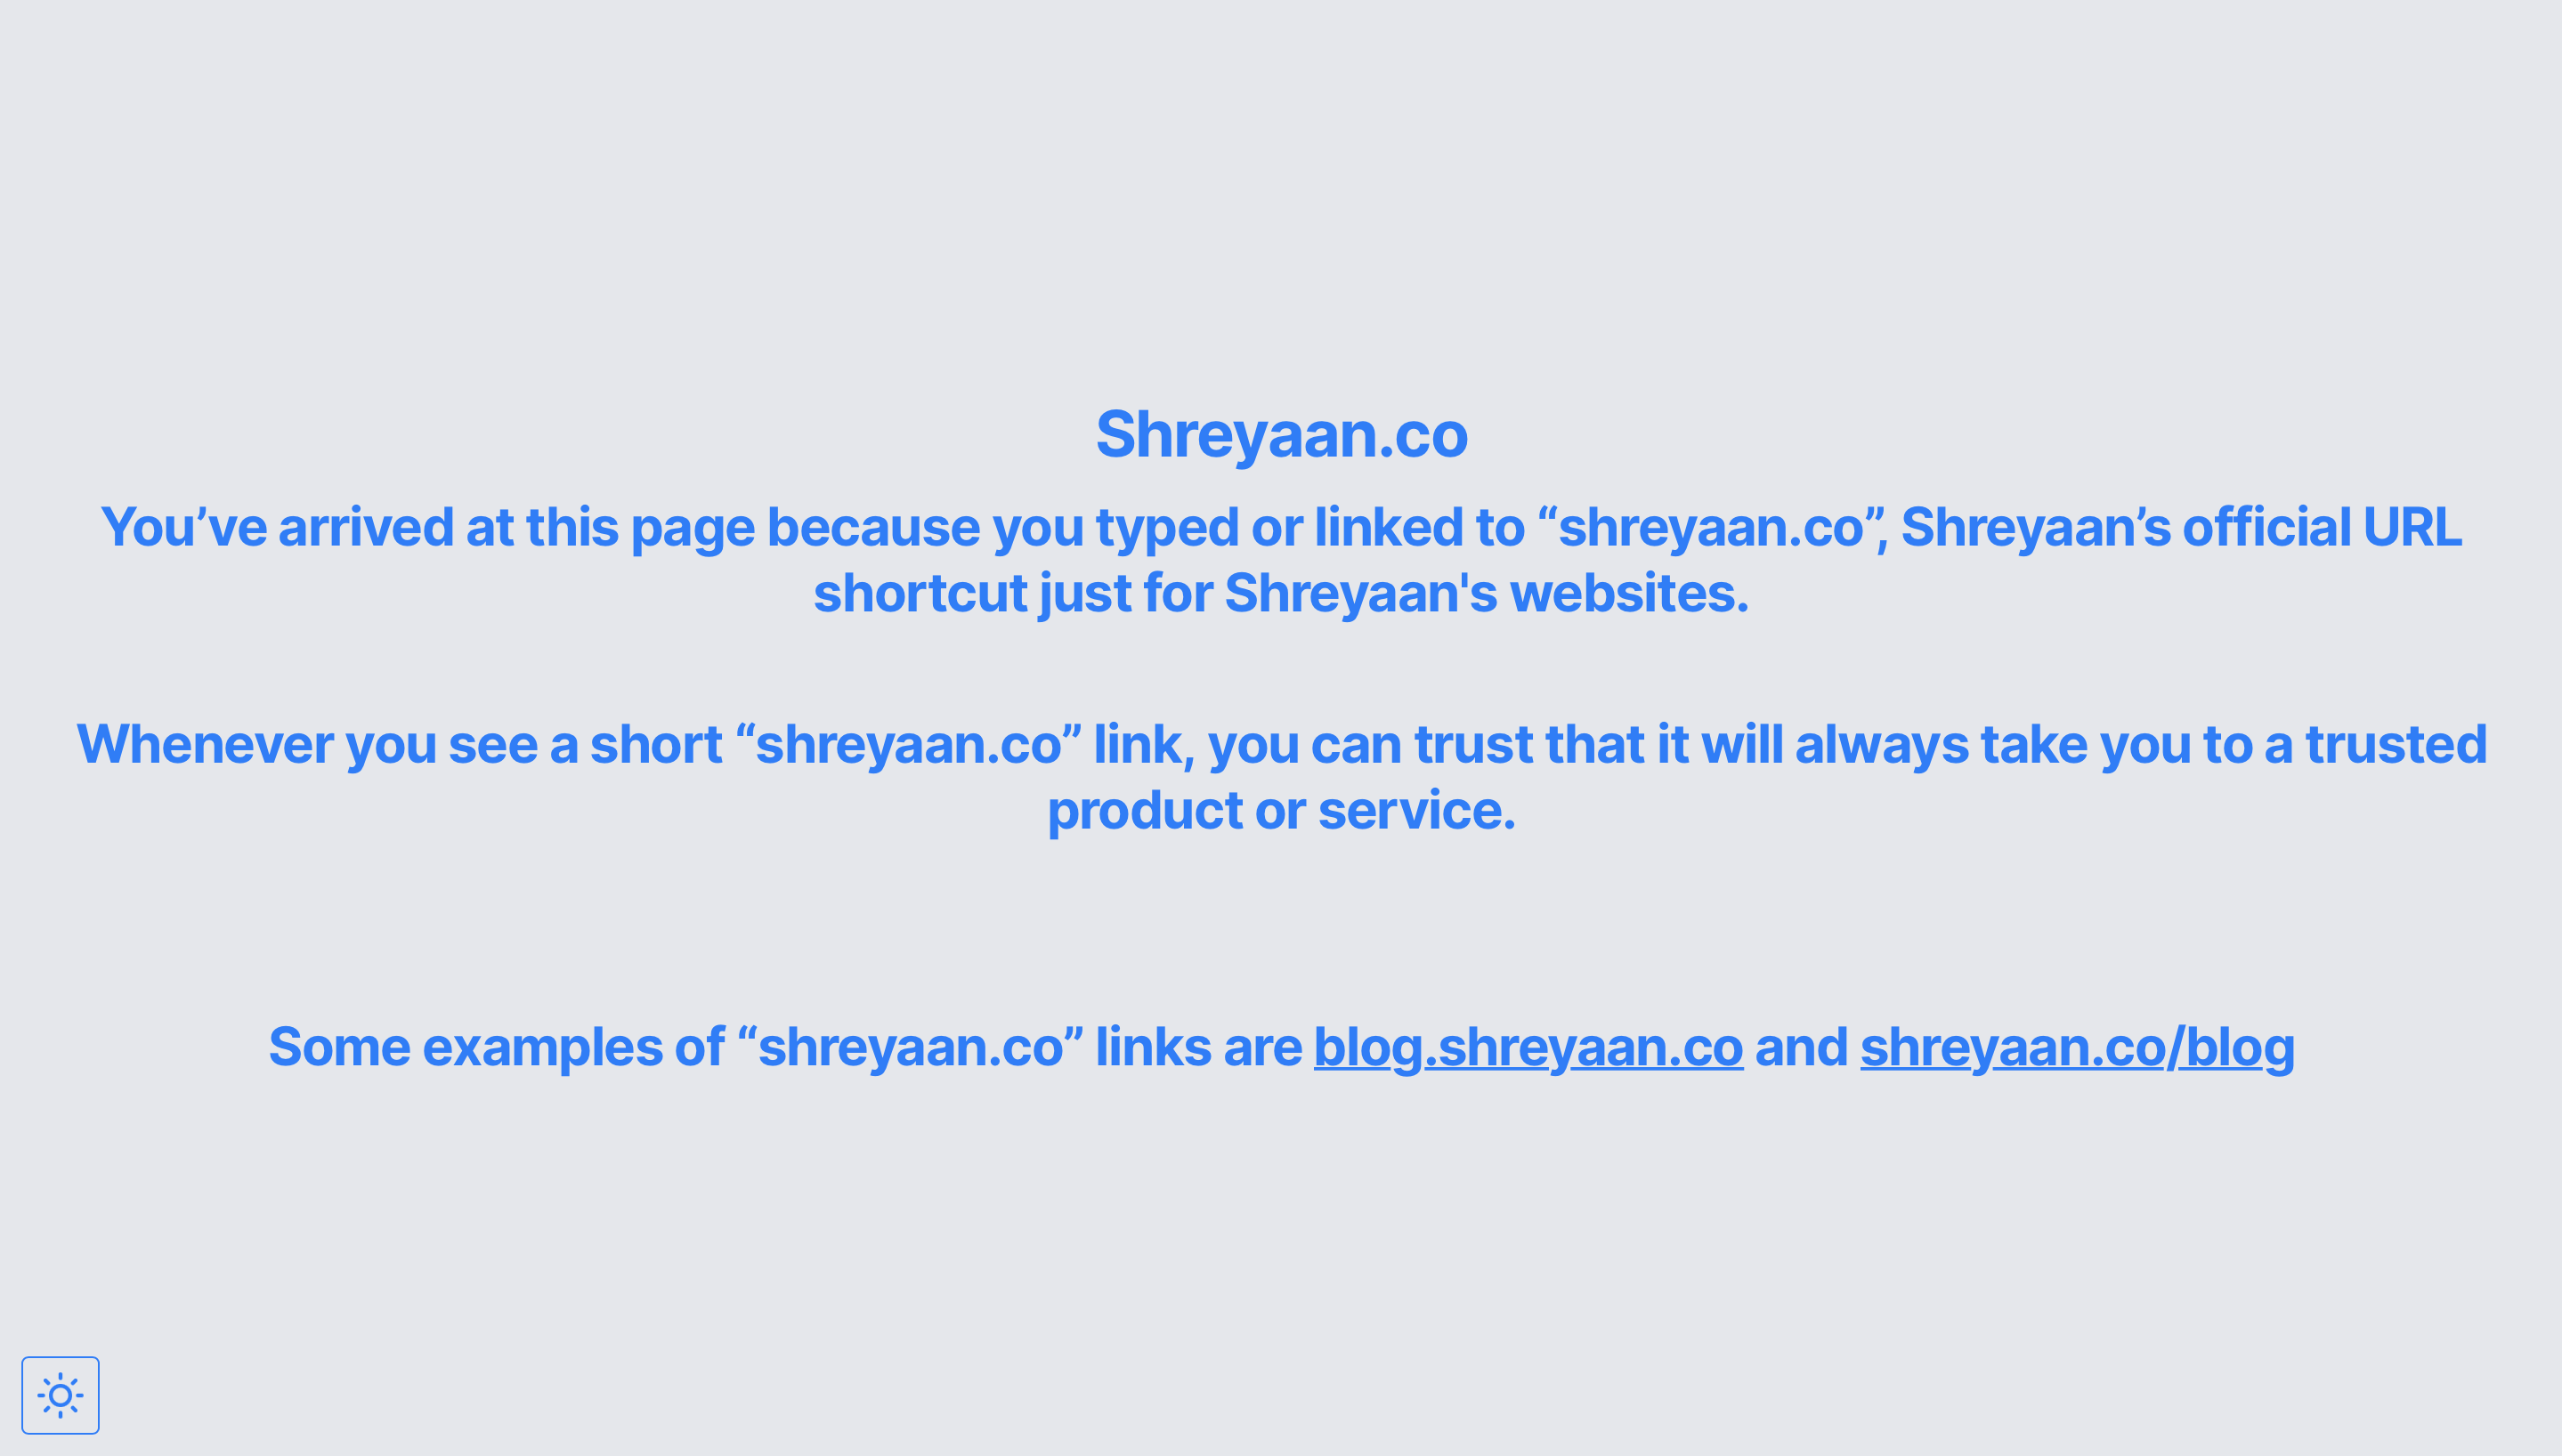 Shreyaan.co
You’ve arrived at this page because you typed or linked to “shreyaan.co”, Shreyaan’s official URL
shortcut just for Shreyaan's websites.
Whenever you see a short “shreyaan.co” link, you can trust that it will always take you to a trusted
product or service.
Some examples of “shreyaan.co” links are blog.shreyaan.co and shreyaan.co/blog